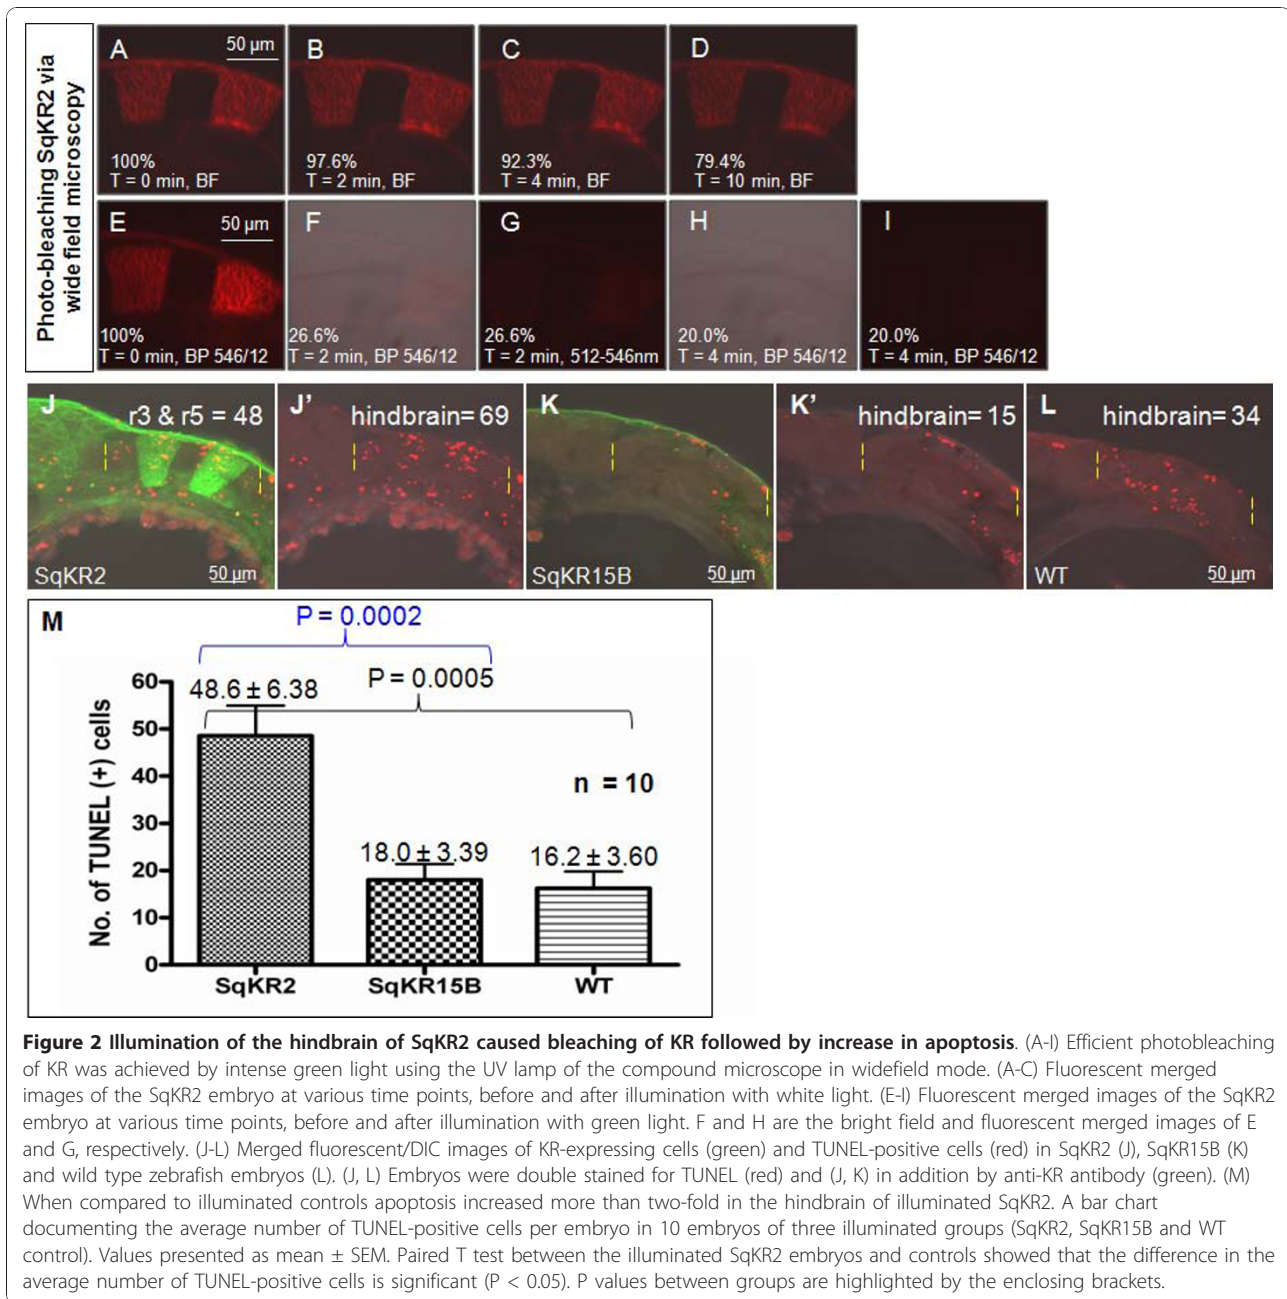 Photo-bleaching SqKR2 via
wide field microscopy
A
50 µm
100%
T = 0 min, BF
B
97.6%
T = 2 min, BF
C
92.3%
T = 4 min, BF
D
79.4%
T = 10 min, BF
E
50 µm
100%
T = 0 min, BP 546/12
F
26.6%
T = 2 min, BP 546/12
G
26.6%
T = 2 min, 512-546nm
H
20.0%
T = 4 min, BP 546/12
I
20.0%
T = 4 min, BP 546/12
J
r3 & r5 = 48
SqKR2
50 µm
J’
hindbrain= 69
K
SqKR15B
50 µm
K’
hindbrain= 15
L
hindbrain= 34
WT
50 µm
M
P = 0.0002
P = 0.0005
48.6 ± 6.38
n = 10
18.0 ± 3.39
16.2 ± 3.60
No. of TUNEL (+) cells
60
50
40
30
20
10
0
SqKR2
SqKR15B
WT
Figure 2 Illumination of the hindbrain of SqKR2 caused bleaching of KR followed by increase in apoptosis. (A-I) Efficient photobleaching
of KR was achieved by intense green light using the UV lamp of the compound microscope in widefield mode. (A-C) Fluorescent merged
images of the SqKR2 embryo at various time points, before and after illumination with white light. (E-I) Fluorescent merged images of the SqKR2
embryo at various time points, before and after illumination with green light. F and H are the bright field and fluorescent merged images of E
and G, respectively. (J-L) Merged fluorescent/DIC images of KR-expressing cells (green) and TUNEL-positive cells (red) in SqKR2 (J), SqKR15B (K)
and wild type zebrafish embryos (L). (J, L) Embryos were double stained for TUNEL (red) and (J, K) in addition by anti-KR antibody (green). (M)
When compared to illuminated controls apoptosis increased more than two-fold in the hindbrain of illuminated SqKR2. A bar chart
documenting the average number of TUNEL-positive cells per embryo in 10 embryos of three illuminated groups (SqKR2, SqKR15B and WT
control). Values presented as mean ± SEM. Paired T test between the illuminated SqKR2 embryos and controls showed that the difference in the
average number of TUNEL-positive cells is significant (P < 0.05). P values between groups are highlighted by the enclosing brackets.